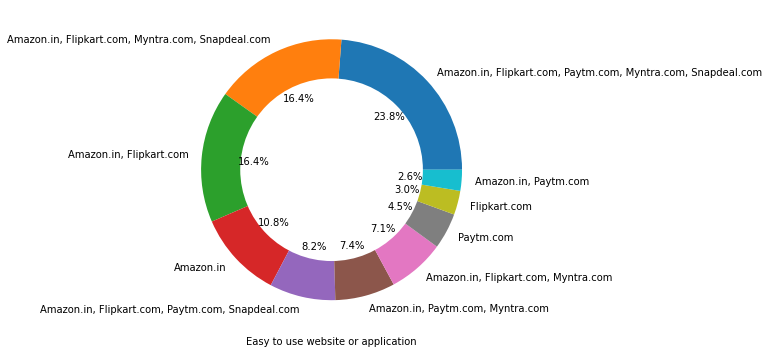 Amazon.in, Flipkart.com, Myntra.com, Snapdeal.com
Amazon.in, Flipkart.com, Paytm.com, Myntra.com, Snapdeal.com
16.4%
23.8%
Amazon.in, Flipkart.com
16.4%
2.6%
Amazon.in, Paytm.com
3.0%
Flipkart.com
4.5%
10.8%
7.1%
Paytm.com
8.2%
7.4%
Amazon.in
Amazon.in, Flipkart.com, Myntra.com
Amazon.in, Flipkart.com, Paytm.com, Snapdeal.com
Amazon.in, Paytm.com, Myntra.com
Easy to use website or application